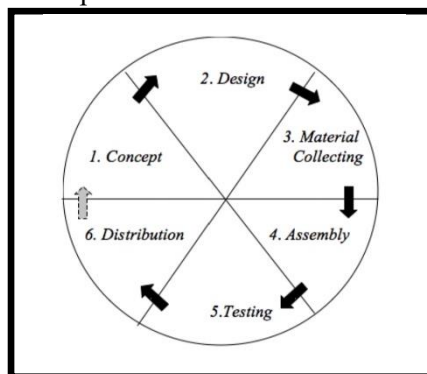 2. Design
3. Material
Collecting
1. Concept
6. Distribution
4. Assembly
5.Testing